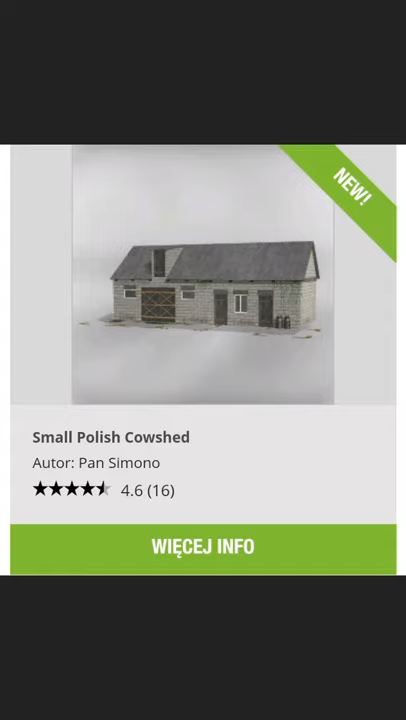 NEW!
Small Polish Cowshed
Autor: Pan Simono
4.6 (16)
WIĘCEJ INFO